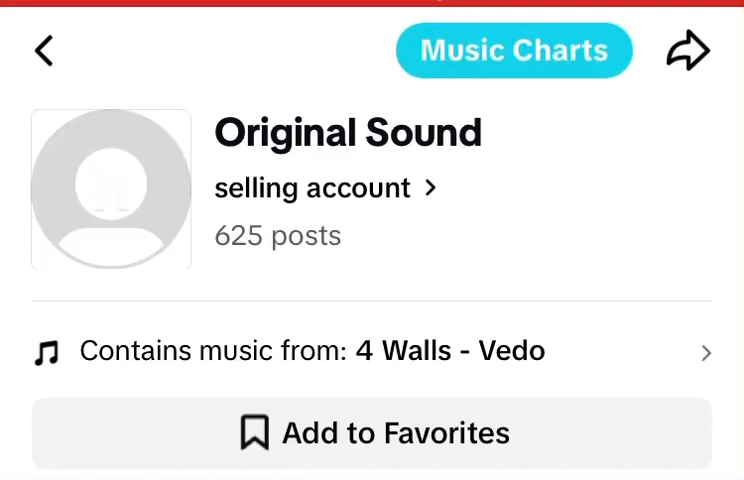 Music Charts
Original Sound
selling account
625 posts
Contains music from: 4 Walls - Vedo
Add to Favorites